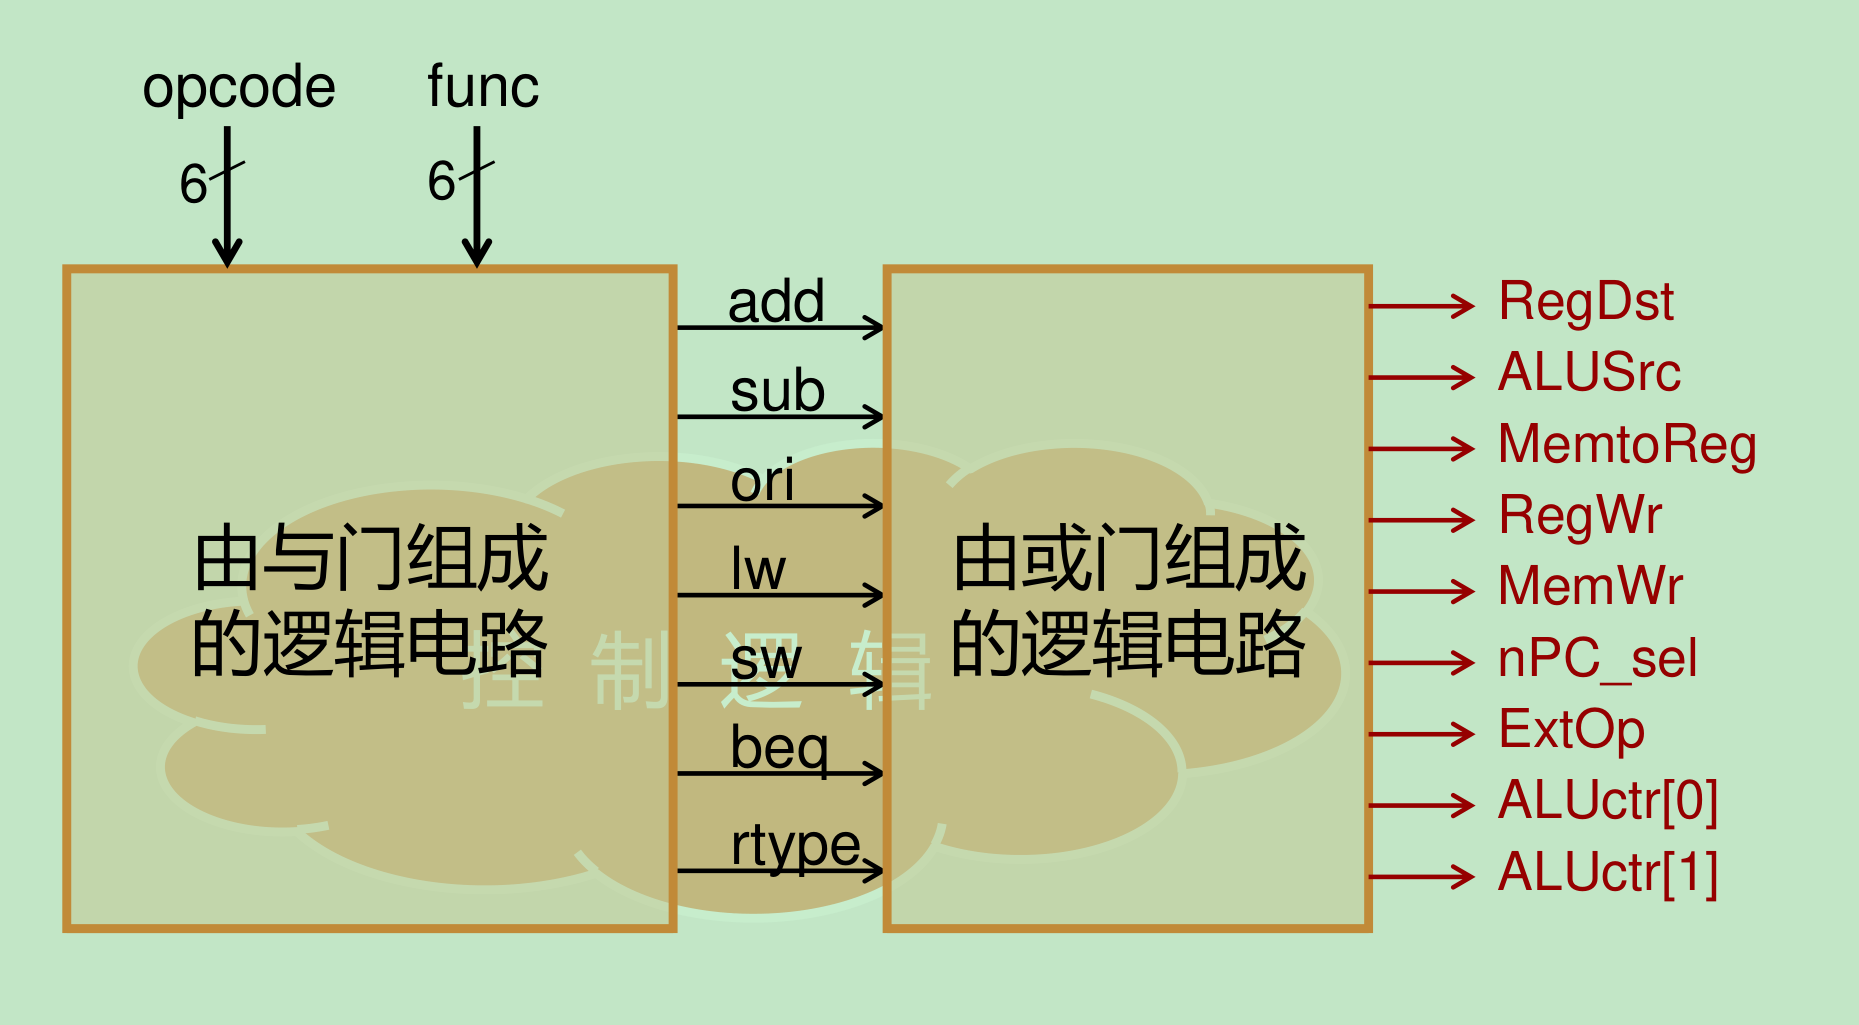 opcode
func
6
6
add
sub
ori
lw
sw
beq
rtype
由与门组成
的逻辑电路
控制逻辑
由或门组成
的逻辑电路
RegDst
ALUSrc
MemtoReg
RegWr
MemWr
nPC_sel
ExtOp
ALUctr[0]
ALUctr[1]